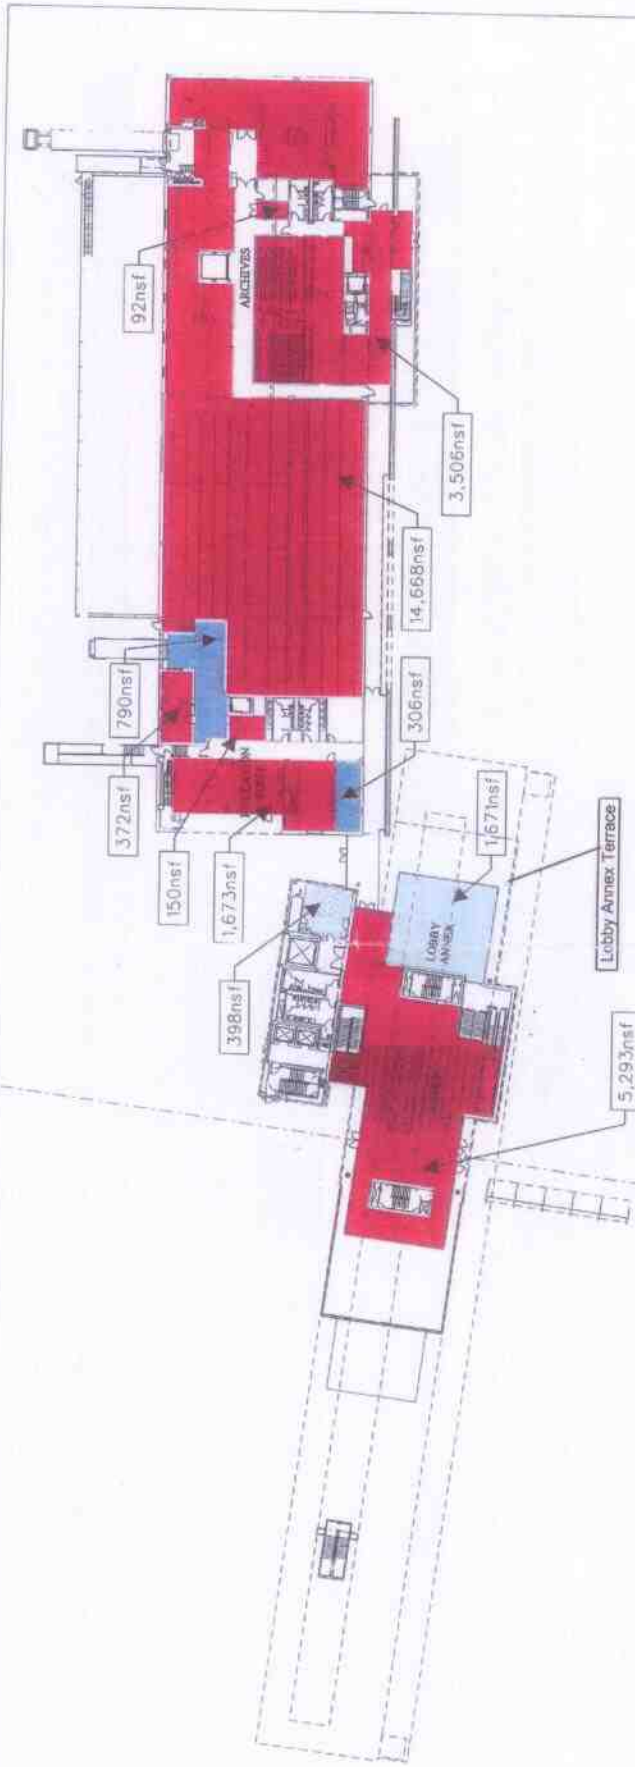 92nsf
ARCHIVES
3,506nsf
14,668nsf
790nsf
372nsf
306nsf
150nsf
1,673nsf
398nsf
1,671nsf
LOBBY
ANNEX
Lobby Annex Terrace
5,293nsf